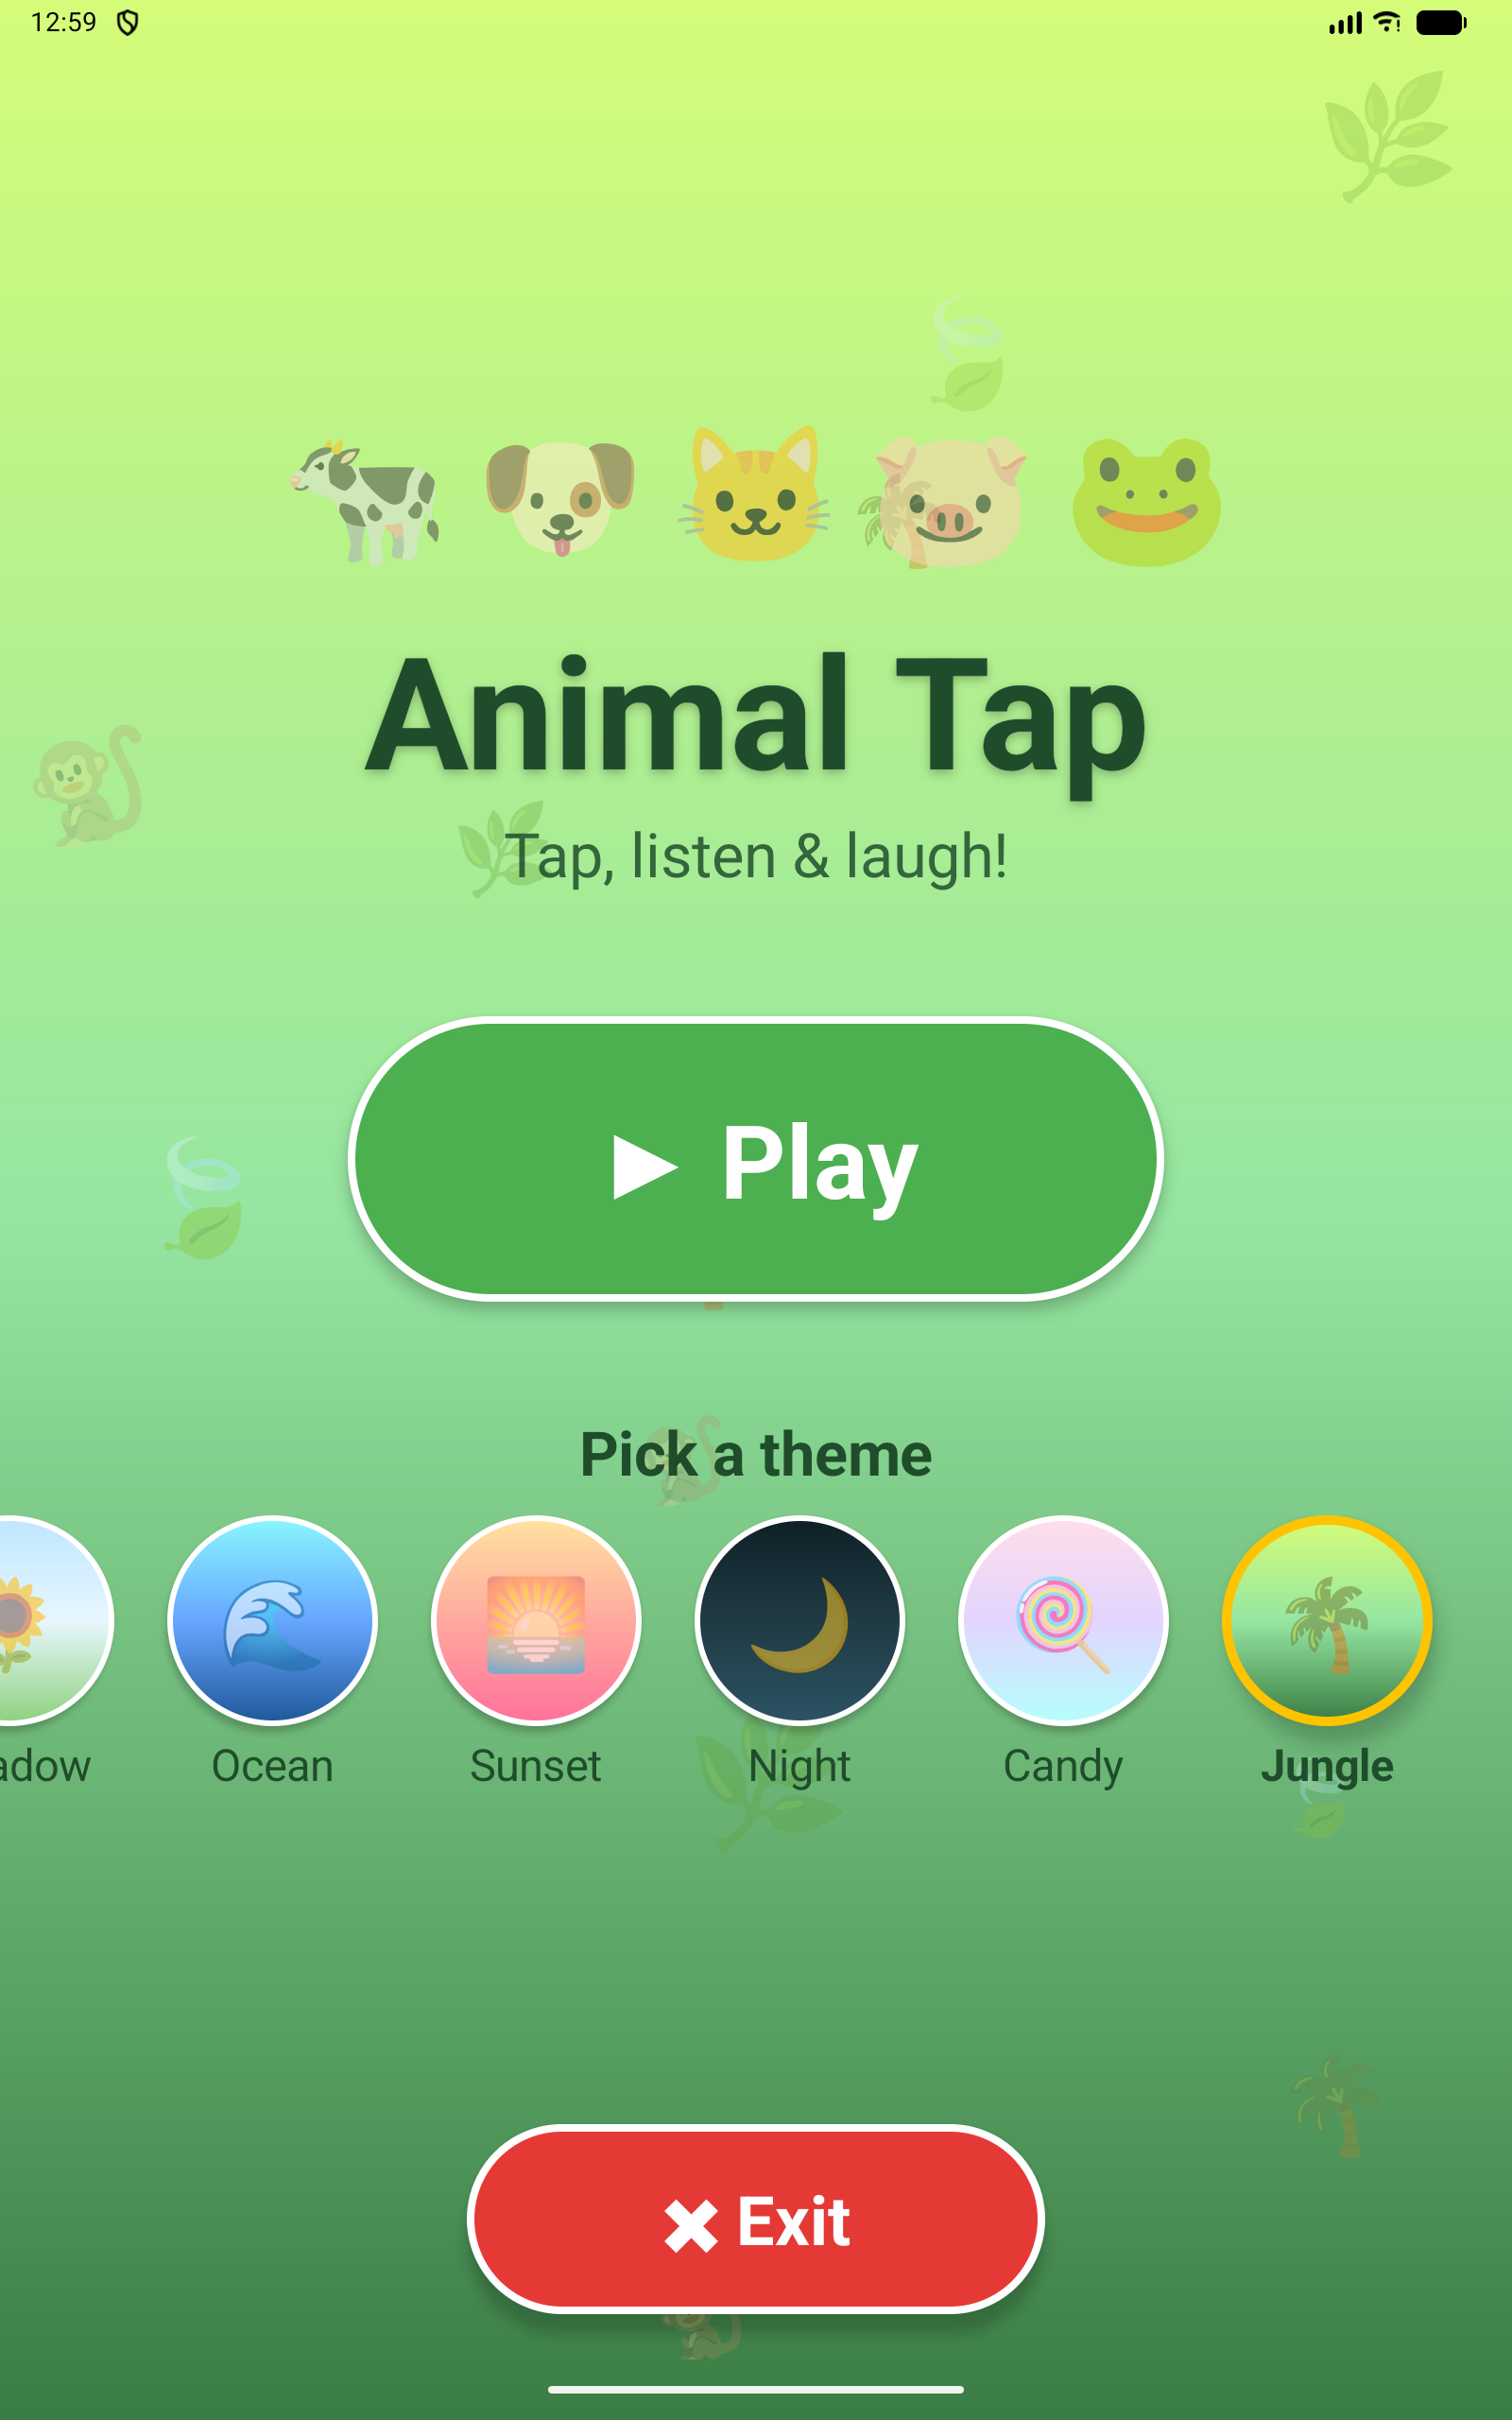 12:59
Animal Tap
Tap, listen & laugh!
▶ Play
Pick a theme
adow
Ocean
Sunset
Night
Candy
Jungle
✖ Exit